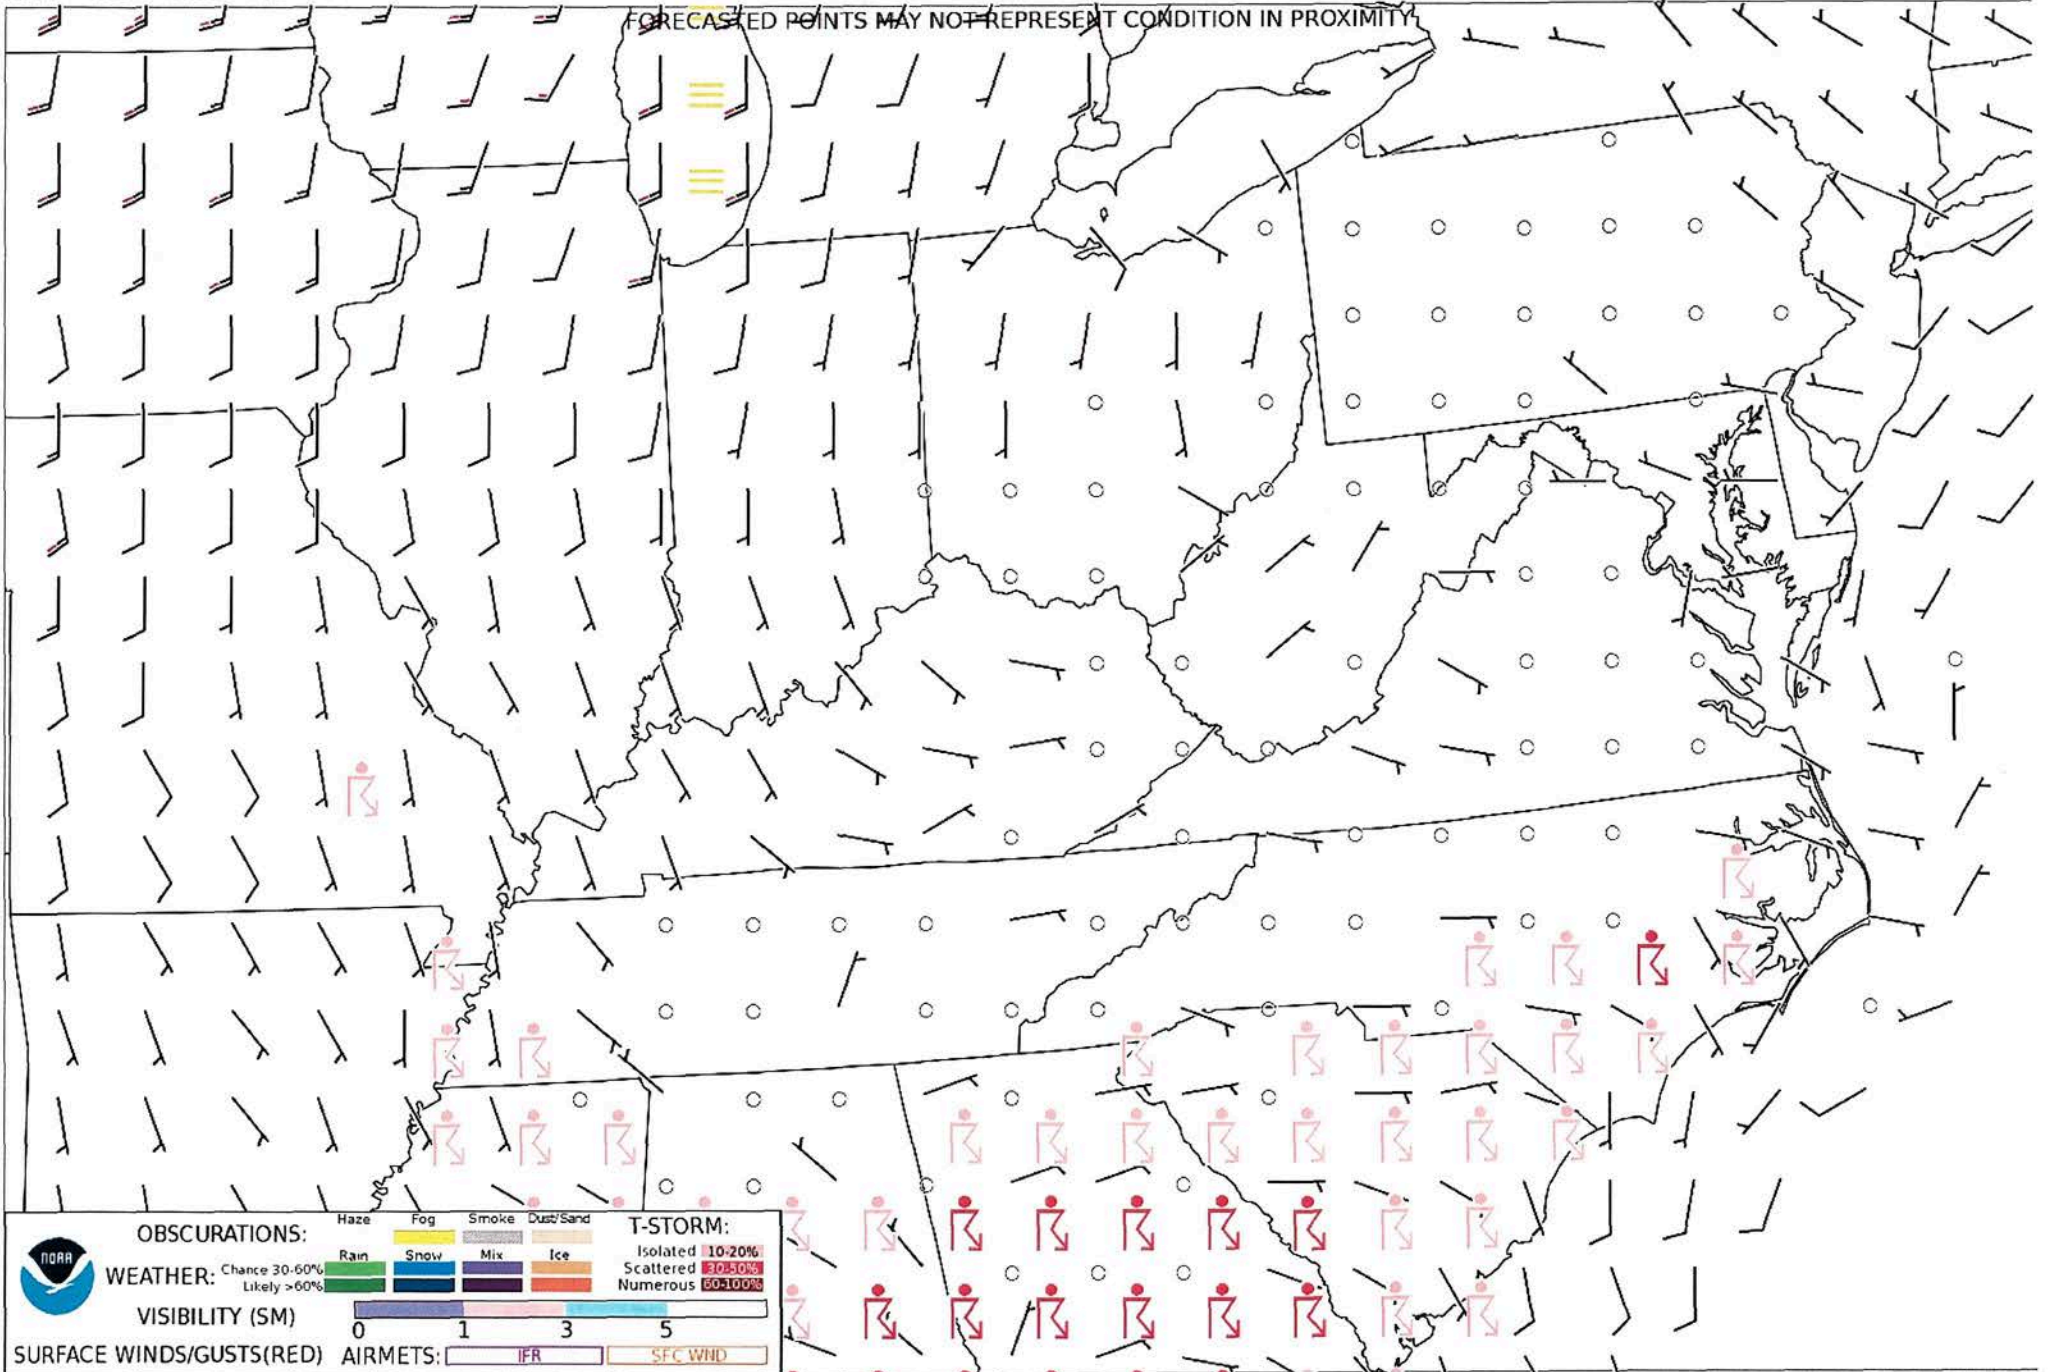 FORECASTED POINTS MAY NOT REPRESENT CONDITION IN PROXIMITY
NOAA
OBSCURATIONS: Haze Fog Smoke Dust/Sand
T-STORM:
WEATHER: Rain Snow Mix Ice
Chance 30-60%
Likely >60%
Isolated 10-20%
Scattered 30-50%
Numerous 60-100%
VISIBILITY (SM)
0 1 3 5
SURFACE WINDS/GUSTS(RED) AIRMETS: IFR SFC WND